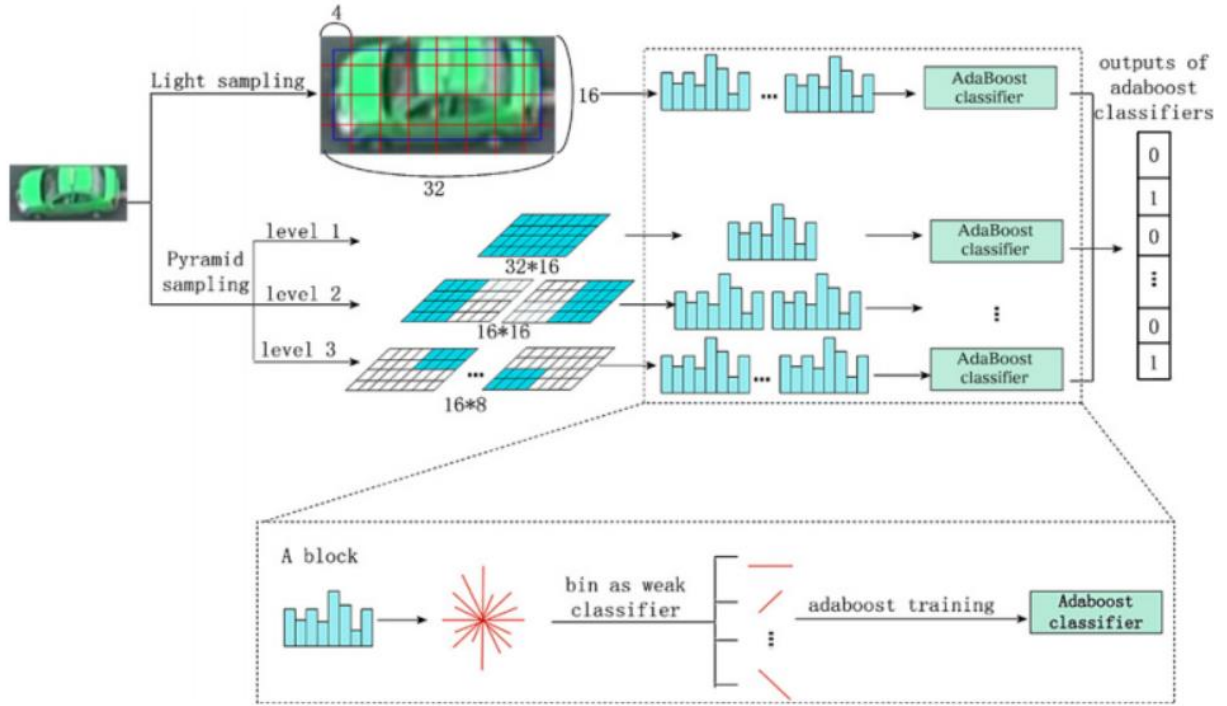 4
Light sampling
16
32
AdaBoost
classifier
outputs of
adaboost
classifiers
0
1
0
0
1
Pyramid
sampling
level 1
32*16
AdaBoost
classifier
level 2
16*16
level 3
16*8
AdaBoost
classifier
A block
bin as weak
classifier
adaboost training
Adaboost
classifier